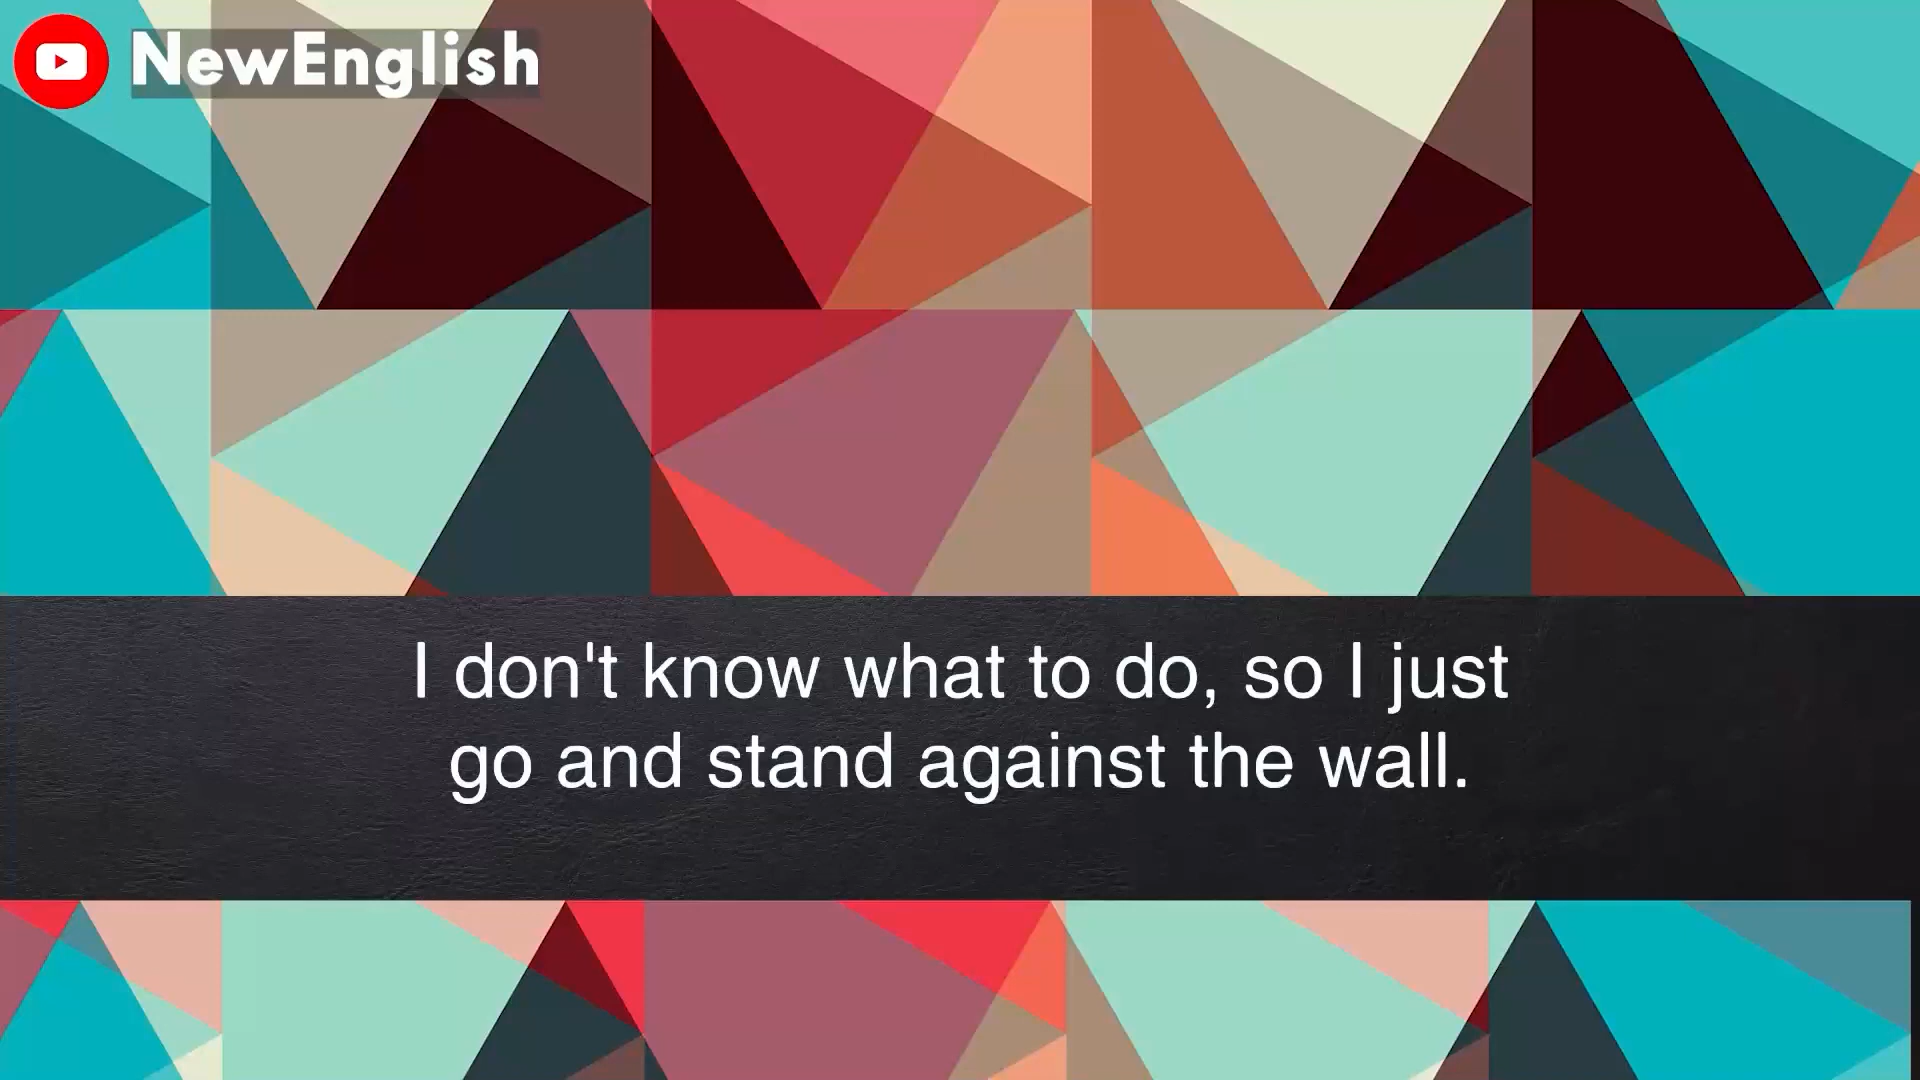 NewEnglish
I don't know what to do, so I just
go and stand against the wall.